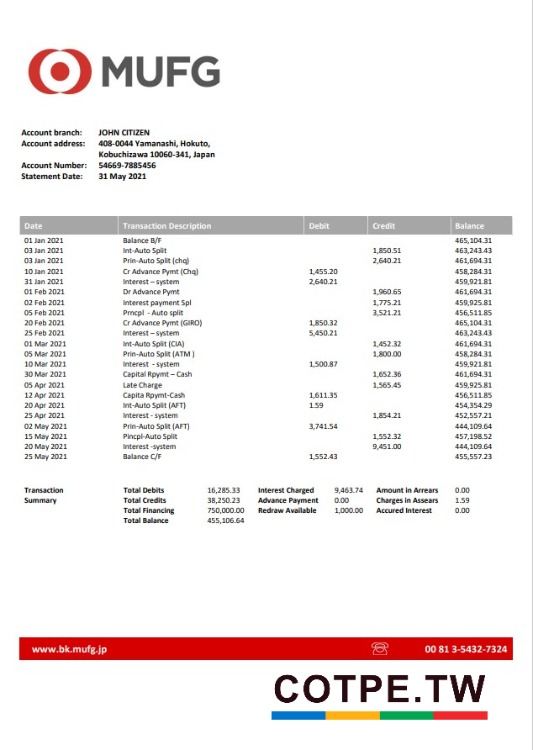 MUFG
Account branch: JOHN CITIZEN
Account address: 408-0044 Yamanashi, Hokuto,
Kobuchizawa 10060-341, Japan
Account Number: 54669-7885456
Statement Date: 31 May 2021
Date Transaction Description Debit Credit Balance
01 Jan 2021 Balance B/F 465,104.31
03 Jan 2021 Int-Auto Split 1,850.51 463,243.43
03 Jan 2021 Prin-Auto Split (chq) 2,640.21 461,694.31
10 Jan 2021 Cr Advance Pymt (Chq) 1,455.20 458,284.31
31 Jan 2021 Interest – system 2,640.21 459,921.81
01 Feb 2021 Dr Advance Pymt 1,960.65 461,694.31
02 Feb 2021 Interest payment Spl 1,775.21 459,925.81
05 Feb 2021 Prncpl - Auto split 3,521.21 456,511.85
20 Feb 2021 Cr Advance Pymt (GIRO) 1,850.32 465,104.31
25 Feb 2021 Interest – system 5,450.21 463,243.43
01 Mar 2021 Int-Auto Split (CIA) 1,452.32 461,694.31
05 Mar 2021 Prin-Auto Split (ATM ) 1,800.00 458,284.31
10 Mar 2021 Interest - system 1,500.87 459,921.81
30 Mar 2021 Capital Rpymt – Cash 1,652.36 461,694.31
05 Apr 2021 Late Charge 1,565.45 459,925.81
12 Apr 2021 Capita Rpymt-Cash 1,611.35 456,511.85
20 Apr 2021 Int-Auto Split (AFT) 1.59 454,354.29
25 Apr 2021 Interest - system 1,854.21 452,557.21
02 May 2021 Prin-Auto Split (AFT) 3,741.54 444,109.64
15 May 2021 Pincpl-Auto Split 1,552.32 457,198.52
20 May 2021 Interest -system 9,451.00 444,109.64
25 May 2021 Balance C/F 1,552.43 455,557.23
Transaction Total Debits 16,285.33 Interest Charged 9,463.74 Amount in Arrears 0.00
Summary Total Credits 38,250.23 Advance Payment 0.00 Charges in Assears 1.59
Total Financing 750,000.00 Redraw Available 1,000.00 Accured Interest 0.00
Total Balance 455,106.64
www.bk.mufg.jp 00 81 3-5432-7324
COTPE.TW